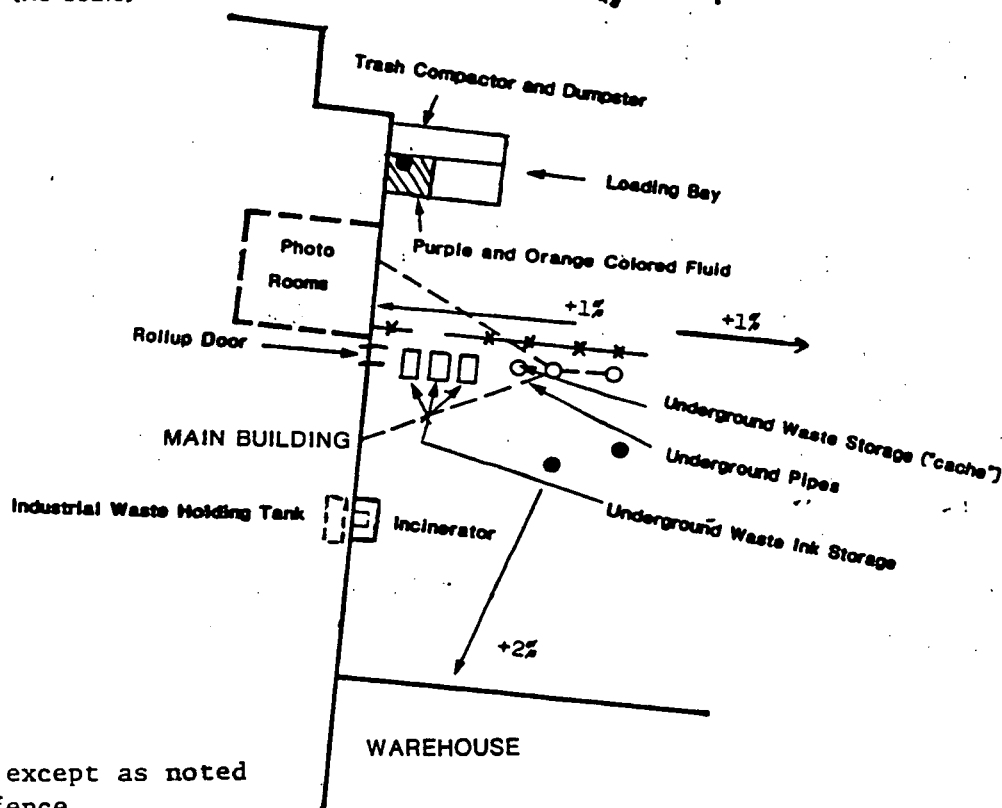 Trash Compactor and Dumpster
Loading Bay
Photo
Rooms
Purple and Orange Colored Fluid
+1%
+1%
Rollup Door
Underground Waste Storage ("cache")
MAIN BUILDING
Underground Pipes
Industrial Waste Holding Tank
Incinerator
Underground Waste Ink Storage
+2%
WAREHOUSE
except as noted